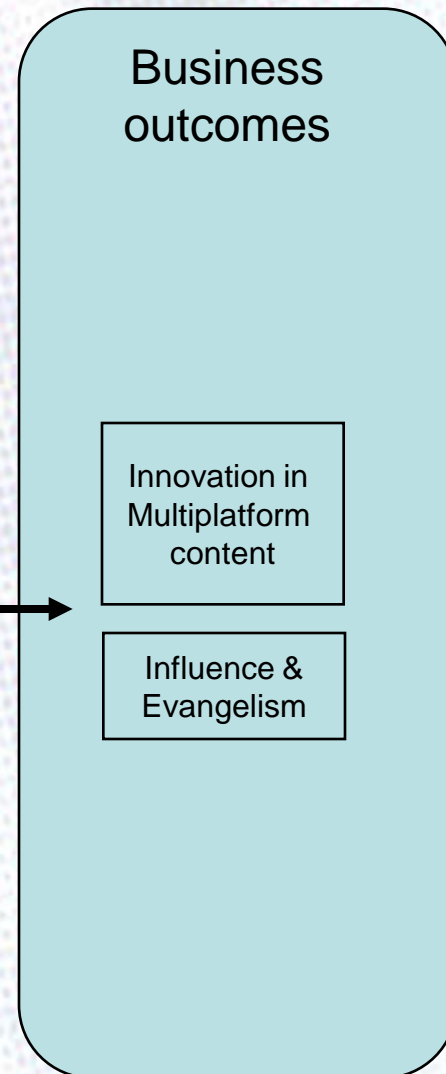 Business
outcomes
Innovation in
Multiplatform
content
Influence &
Evangelism